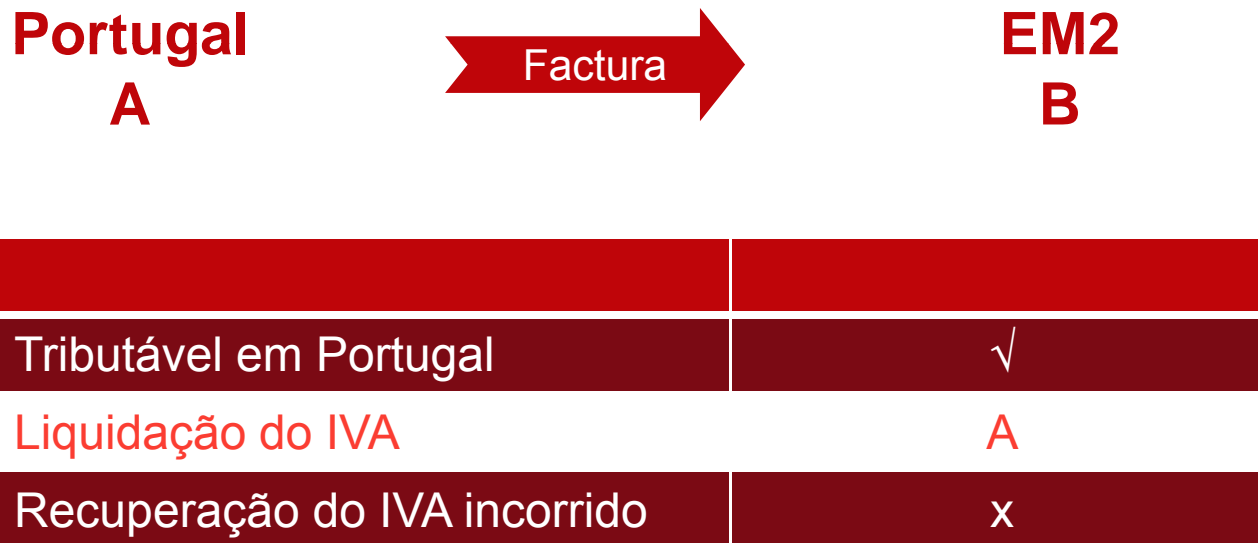 Portugal
A
Factura
EM2
B
Tributável em Portugal √
Liquidação do IVA A
Recuperação do IVA incorrido x